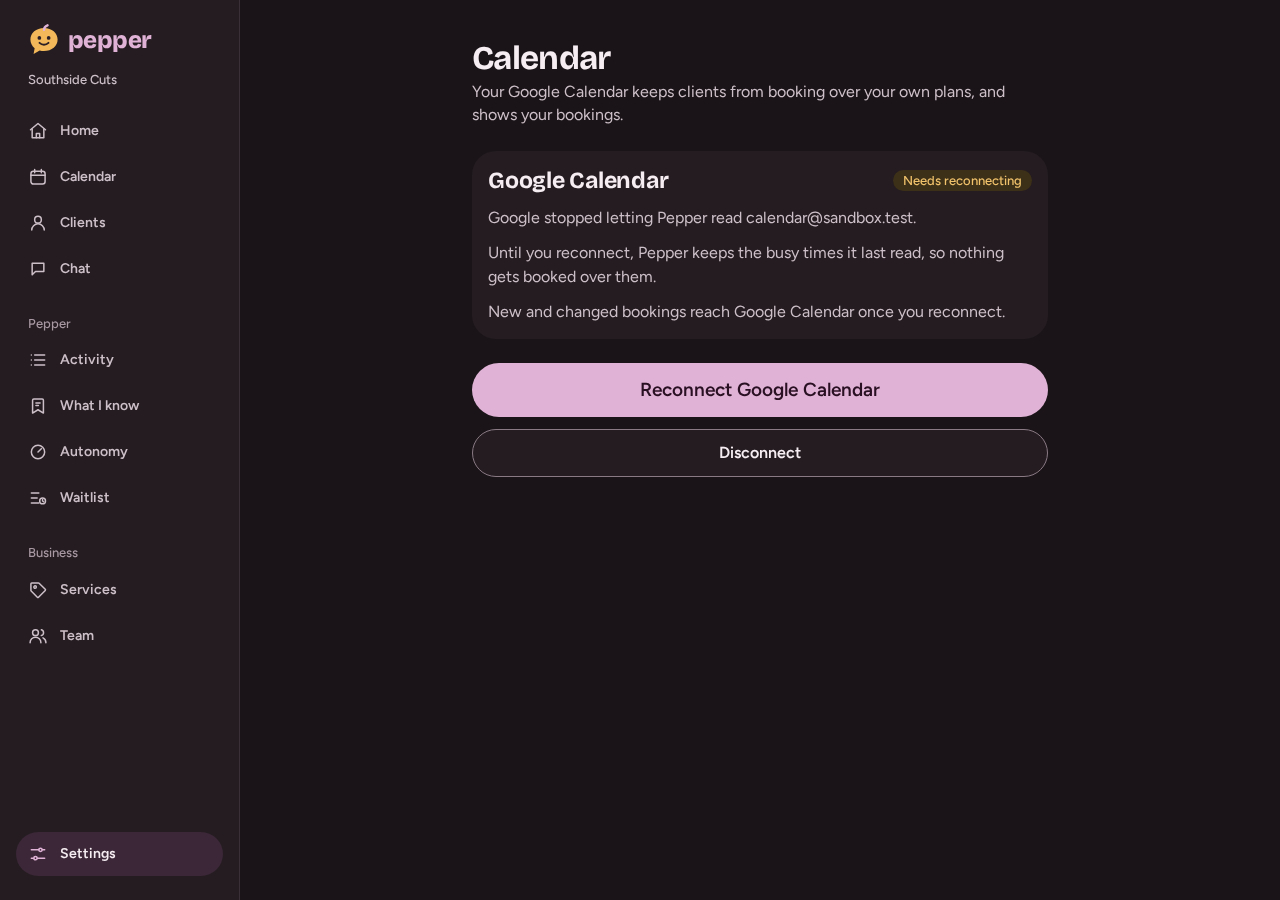 pepper
Southside Cuts
Home
Calendar
Clients
Chat
Pepper
Activity
What I know
Autonomy
Waitlist
Business
Services
Team
Settings
Calendar
Your Google Calendar keeps clients from booking over your own plans, and
shows your bookings.
Google Calendar
Needs reconnecting
Google stopped letting Pepper read calendar@sandbox.test.
Until you reconnect, Pepper keeps the busy times it last read, so nothing
gets booked over them.
New and changed bookings reach Google Calendar once you reconnect.
Reconnect Google Calendar
Disconnect